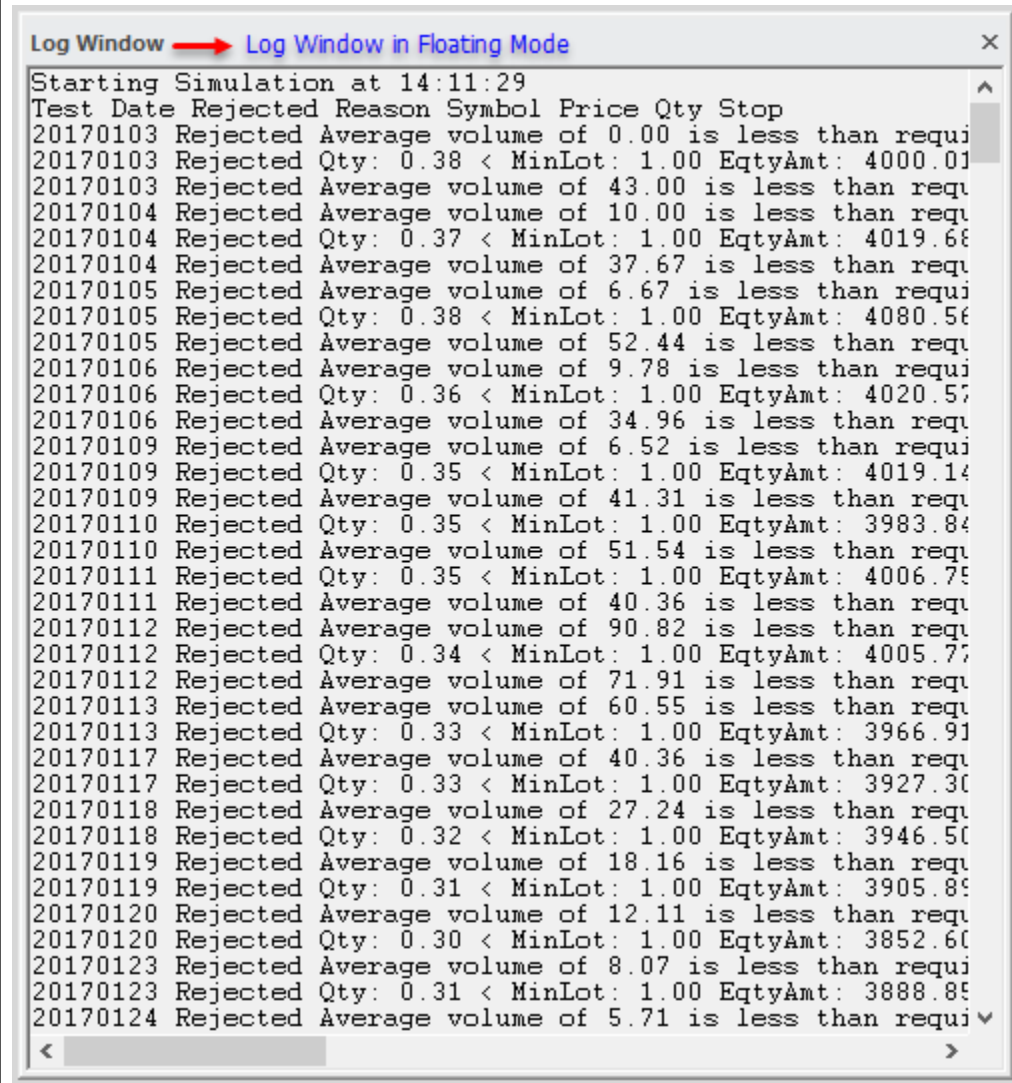 Log Window Log Window in Floating Mode
Starting Simulation at 14:11:29
Test Date Rejected Reason Symbol Price Qty Stop
20170103 Rejected Average volume of 0.00 is less than requi
20170103 Rejected Qty: 0.38 < MinLot: 1.00 EqtyAmt: 4000.01
20170103 Rejected Average volume of 43.00 is less than requ
20170104 Rejected Average volume of 10.00 is less than requ
20170104 Rejected Qty: 0.37 < MinLot: 1.00 EqtyAmt: 4019.68
20170104 Rejected Average volume of 37.67 is less than requ
20170105 Rejected Average volume of 6.67 is less than requi
20170105 Rejected Qty: 0.38 < MinLot: 1.00 EqtyAmt: 4080.56
20170105 Rejected Average volume of 52.44 is less than requ
20170106 Rejected Average volume of 9.78 is less than requi
20170106 Rejected Qty: 0.36 < MinLot: 1.00 EqtyAmt: 4020.57
20170106 Rejected Average volume of 34.96 is less than requ
20170109 Rejected Average volume of 6.52 is less than requi
20170109 Rejected Qty: 0.35 < MinLot: 1.00 EqtyAmt: 4019.14
20170109 Rejected Average volume of 41.31 is less than requ
20170110 Rejected Qty: 0.35 < MinLot: 1.00 EqtyAmt: 3983.84
20170110 Rejected Average volume of 51.54 is less than requ
20170111 Rejected Qty: 0.35 < MinLot: 1.00 EqtyAmt: 4006.75
20170111 Rejected Average volume of 40.36 is less than requ
20170112 Rejected Average volume of 90.82 is less than requ
20170112 Rejected Qty: 0.34 < MinLot: 1.00 EqtyAmt: 4005.77
20170112 Rejected Average volume of 71.91 is less than requ
20170113 Rejected Average volume of 60.55 is less than requ
20170113 Rejected Qty: 0.33 < MinLot: 1.00 EqtyAmt: 3966.91
20170117 Rejected Average volume of 40.36 is less than requ
20170117 Rejected Qty: 0.33 < MinLot: 1.00 EqtyAmt: 3927.30
20170118 Rejected Average volume of 27.24 is less than requ
20170118 Rejected Qty: 0.32 < MinLot: 1.00 EqtyAmt: 3946.50
20170119 Rejected Average volume of 18.16 is less than requ
20170119 Rejected Qty: 0.31 < MinLot: 1.00 EqtyAmt: 3905.89
20170120 Rejected Average volume of 12.11 is less than requ
20170120 Rejected Qty: 0.30 < MinLot: 1.00 EqtyAmt: 3852.60
20170123 Rejected Average volume of 8.07 is less than requi
20170123 Rejected Qty: 0.31 < MinLot: 1.00 EqtyAmt: 3888.85
20170124 Rejected Average volume of 5.71 is less than requi